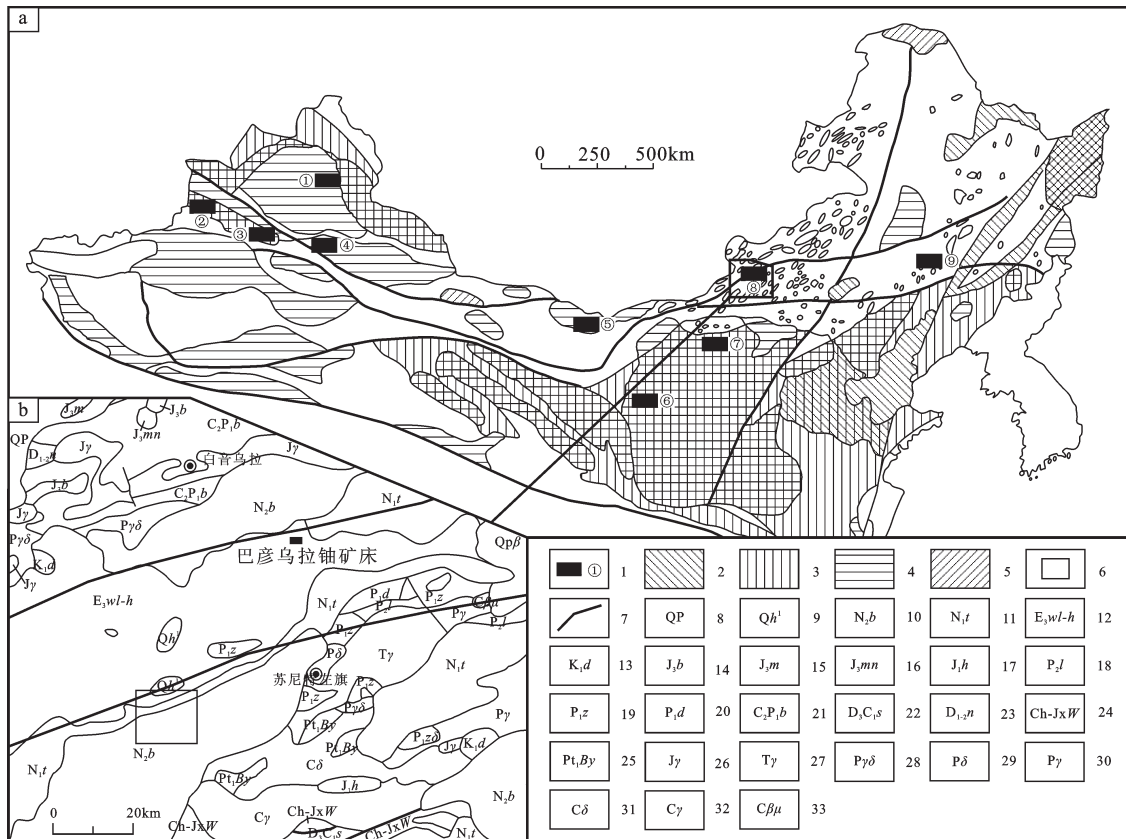 a
0 250 500km
①
②
③
④
⑤
⑥
⑦
⑧
⑨
b
J₃m
J₃b
J₃mn
C₂P₁b
QP
D₁₋₂n
Jγ
Jγ
白音乌拉
J₃b
C₂P₁b
Jγ
Pγδ
Pγδ
K₁d
Jγ
N₂b
N₁t
巴彦乌拉铀矿床
Qpβ
E₃wl-h
N₁t
P₁d
P₂l
P₁z
Cβμ
Pγ
P₂l
Qh¹
P₁z
P₁z
Pδ
Tγ
N₁t
苏尼特左旗
Qh¹
P₁z
P₁z
Pγδ
Pt₁By
Pγ
N₂b
Pt₁By
P₁zδ
Jγ
K₁d
N₁t
Cδ
Pt₁By
J₁h
N₂b
0 20km
Cγ
Ch-JxW
Ch-JxW
D₃C₁s
Ch-JxW
N₁t
① 1 2 3 4 5 6
7 QP 8 Qh¹ 9 N₂b 10 N₁t 11 E₃wl-h 12
K₁d 13 J₃b 14 J₃m 15 J₃mn 16 J₁h 17 P₂l 18
P₁z 19 P₁d 20 C₂P₁b 21 D₃C₁s 22 D₁₋₂n 23 Ch-JxW 24
Pt₁By 25 Jγ 26 Tγ 27 Pγδ 28 Pδ 29 Pγ 30
Cδ 31 Cγ 32 Cβμ 33